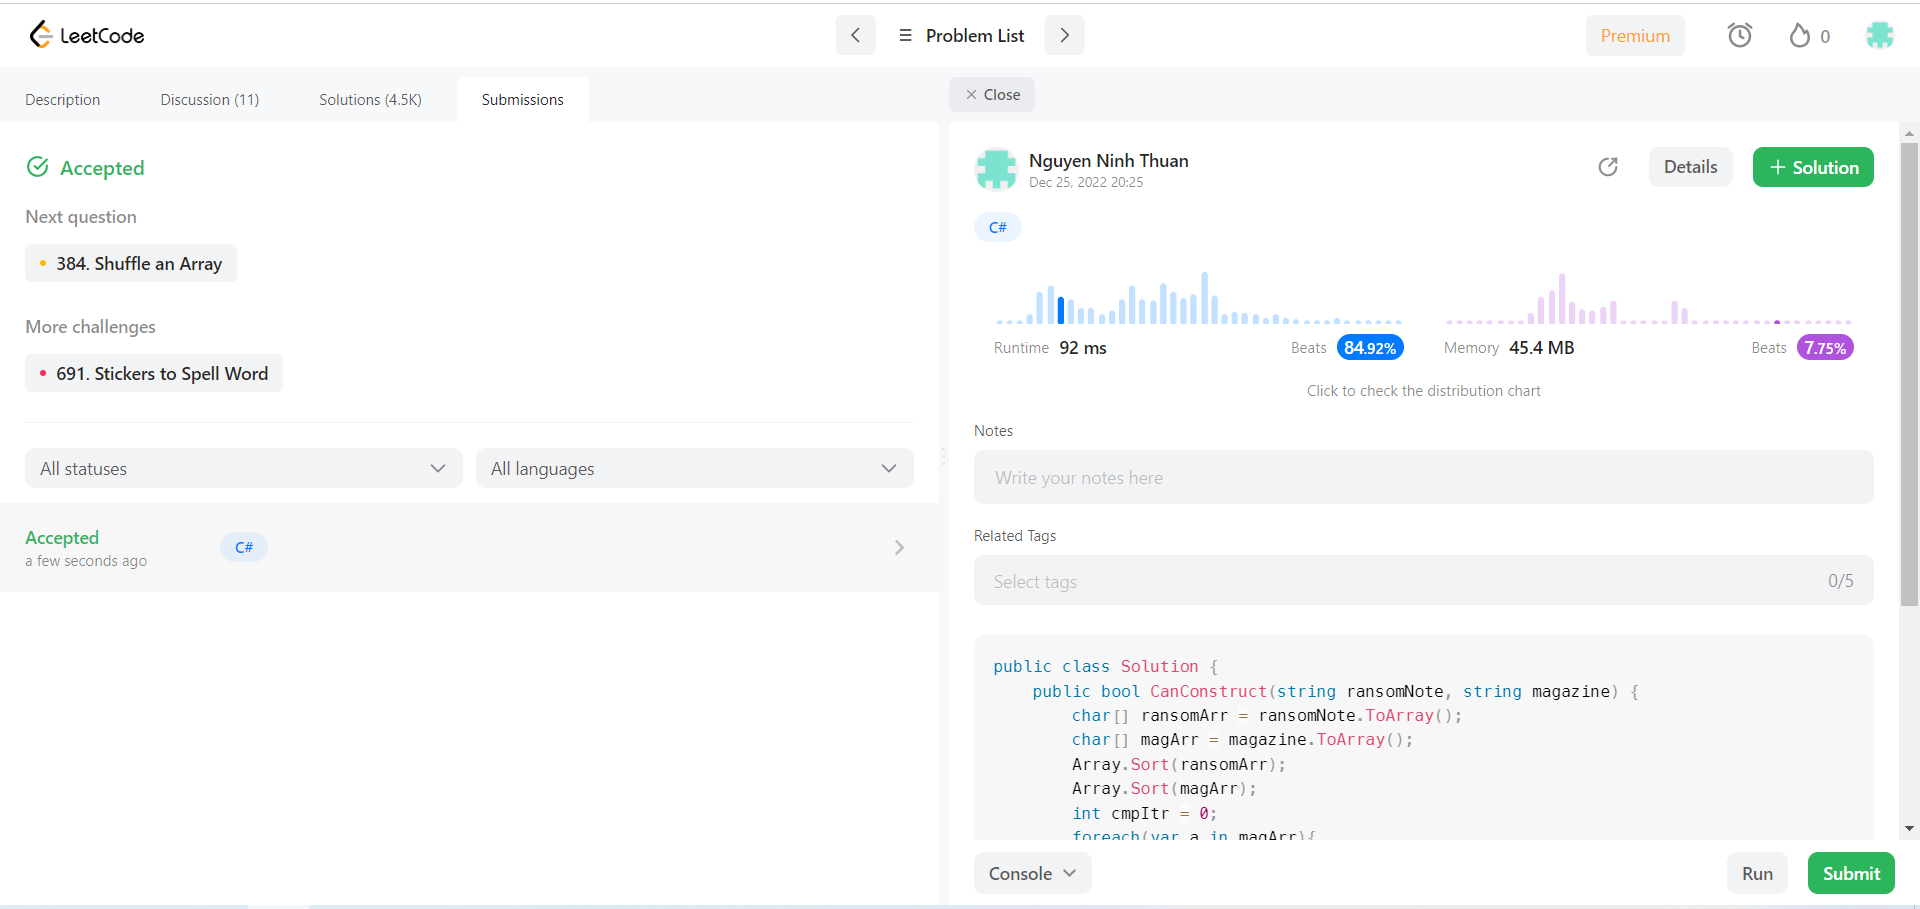 LeetCode
Problem List
Premium
0
Description
Discussion (11)
Solutions (4.5K)
Submissions
Close
Accepted
Next question
384. Shuffle an Array
More challenges
691. Stickers to Spell Word
All statuses
All languages
Accepted
a few seconds ago
C#
Nguyen Ninh Thuan
Dec 25, 2022 20:25
Details
+ Solution
C#
Runtime 92 ms
Beats 84.92%
Memory 45.4 MB
Beats 7.75%
Click to check the distribution chart
Notes
Write your notes here
Related Tags
Select tags
0/5
public class Solution {
    public bool CanConstruct(string ransomNote, string magazine) {
        char[] ransomArr = ransomNote.ToArray();
        char[] magArr = magazine.ToArray();
        Array.Sort(ransomArr);
        Array.Sort(magArr);
        int cmpItr = 0;
        foreach(var a in magArr){
Console
Run
Submit